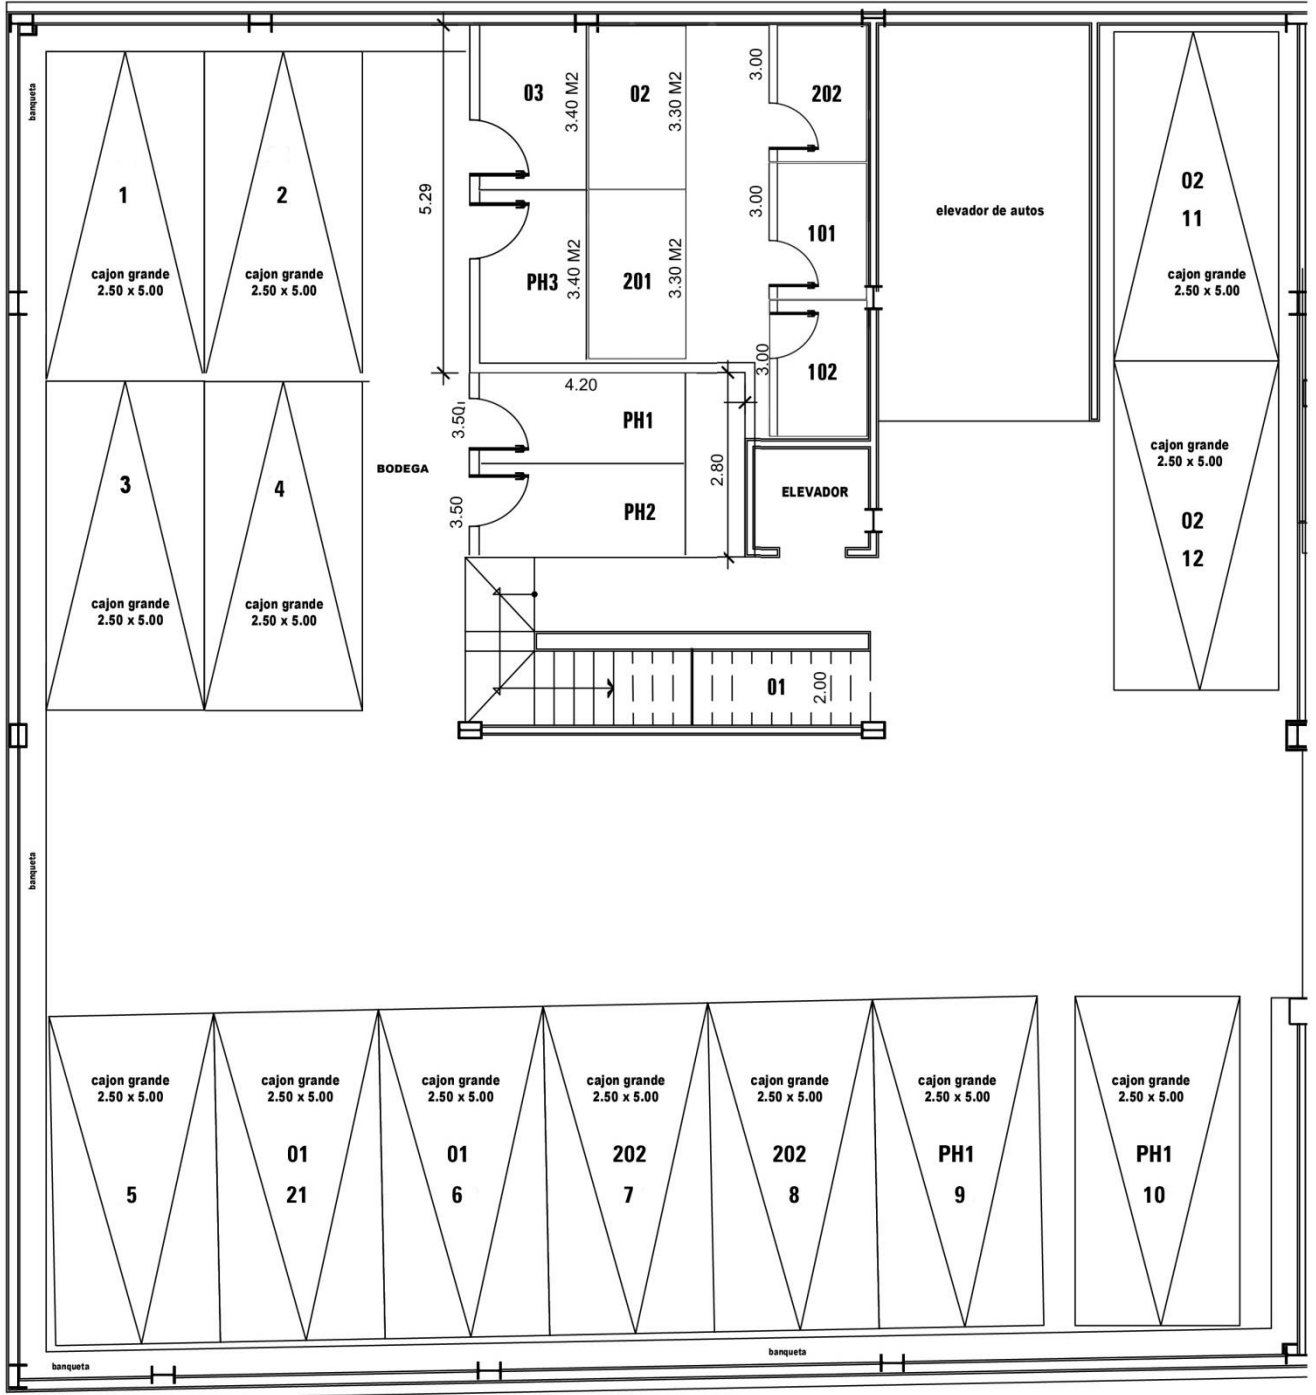 banqueta
1
cajon grande
2.50 x 5.00
2
cajon grande
2.50 x 5.00
5.29
03
3.40 M2
02
3.30 M2
3.00
202
PH3
3.40 M2
201
3.30 M2
3.00
101
3.00
102
elevador de autos
02
11
cajon grande
2.50 x 5.00
3
cajon grande
2.50 x 5.00
4
cajon grande
2.50 x 5.00
BODEGA
4.20
3.50
PH1
3.50
PH2
2.80
ELEVADOR
cajon grande
2.50 x 5.00
02
12
01
2.00
banqueta
cajon grande
2.50 x 5.00
5
cajon grande
2.50 x 5.00
01
21
cajon grande
2.50 x 5.00
01
6
cajon grande
2.50 x 5.00
202
7
cajon grande
2.50 x 5.00
202
8
cajon grande
2.50 x 5.00
PH1
9
cajon grande
2.50 x 5.00
PH1
10
banqueta
banqueta